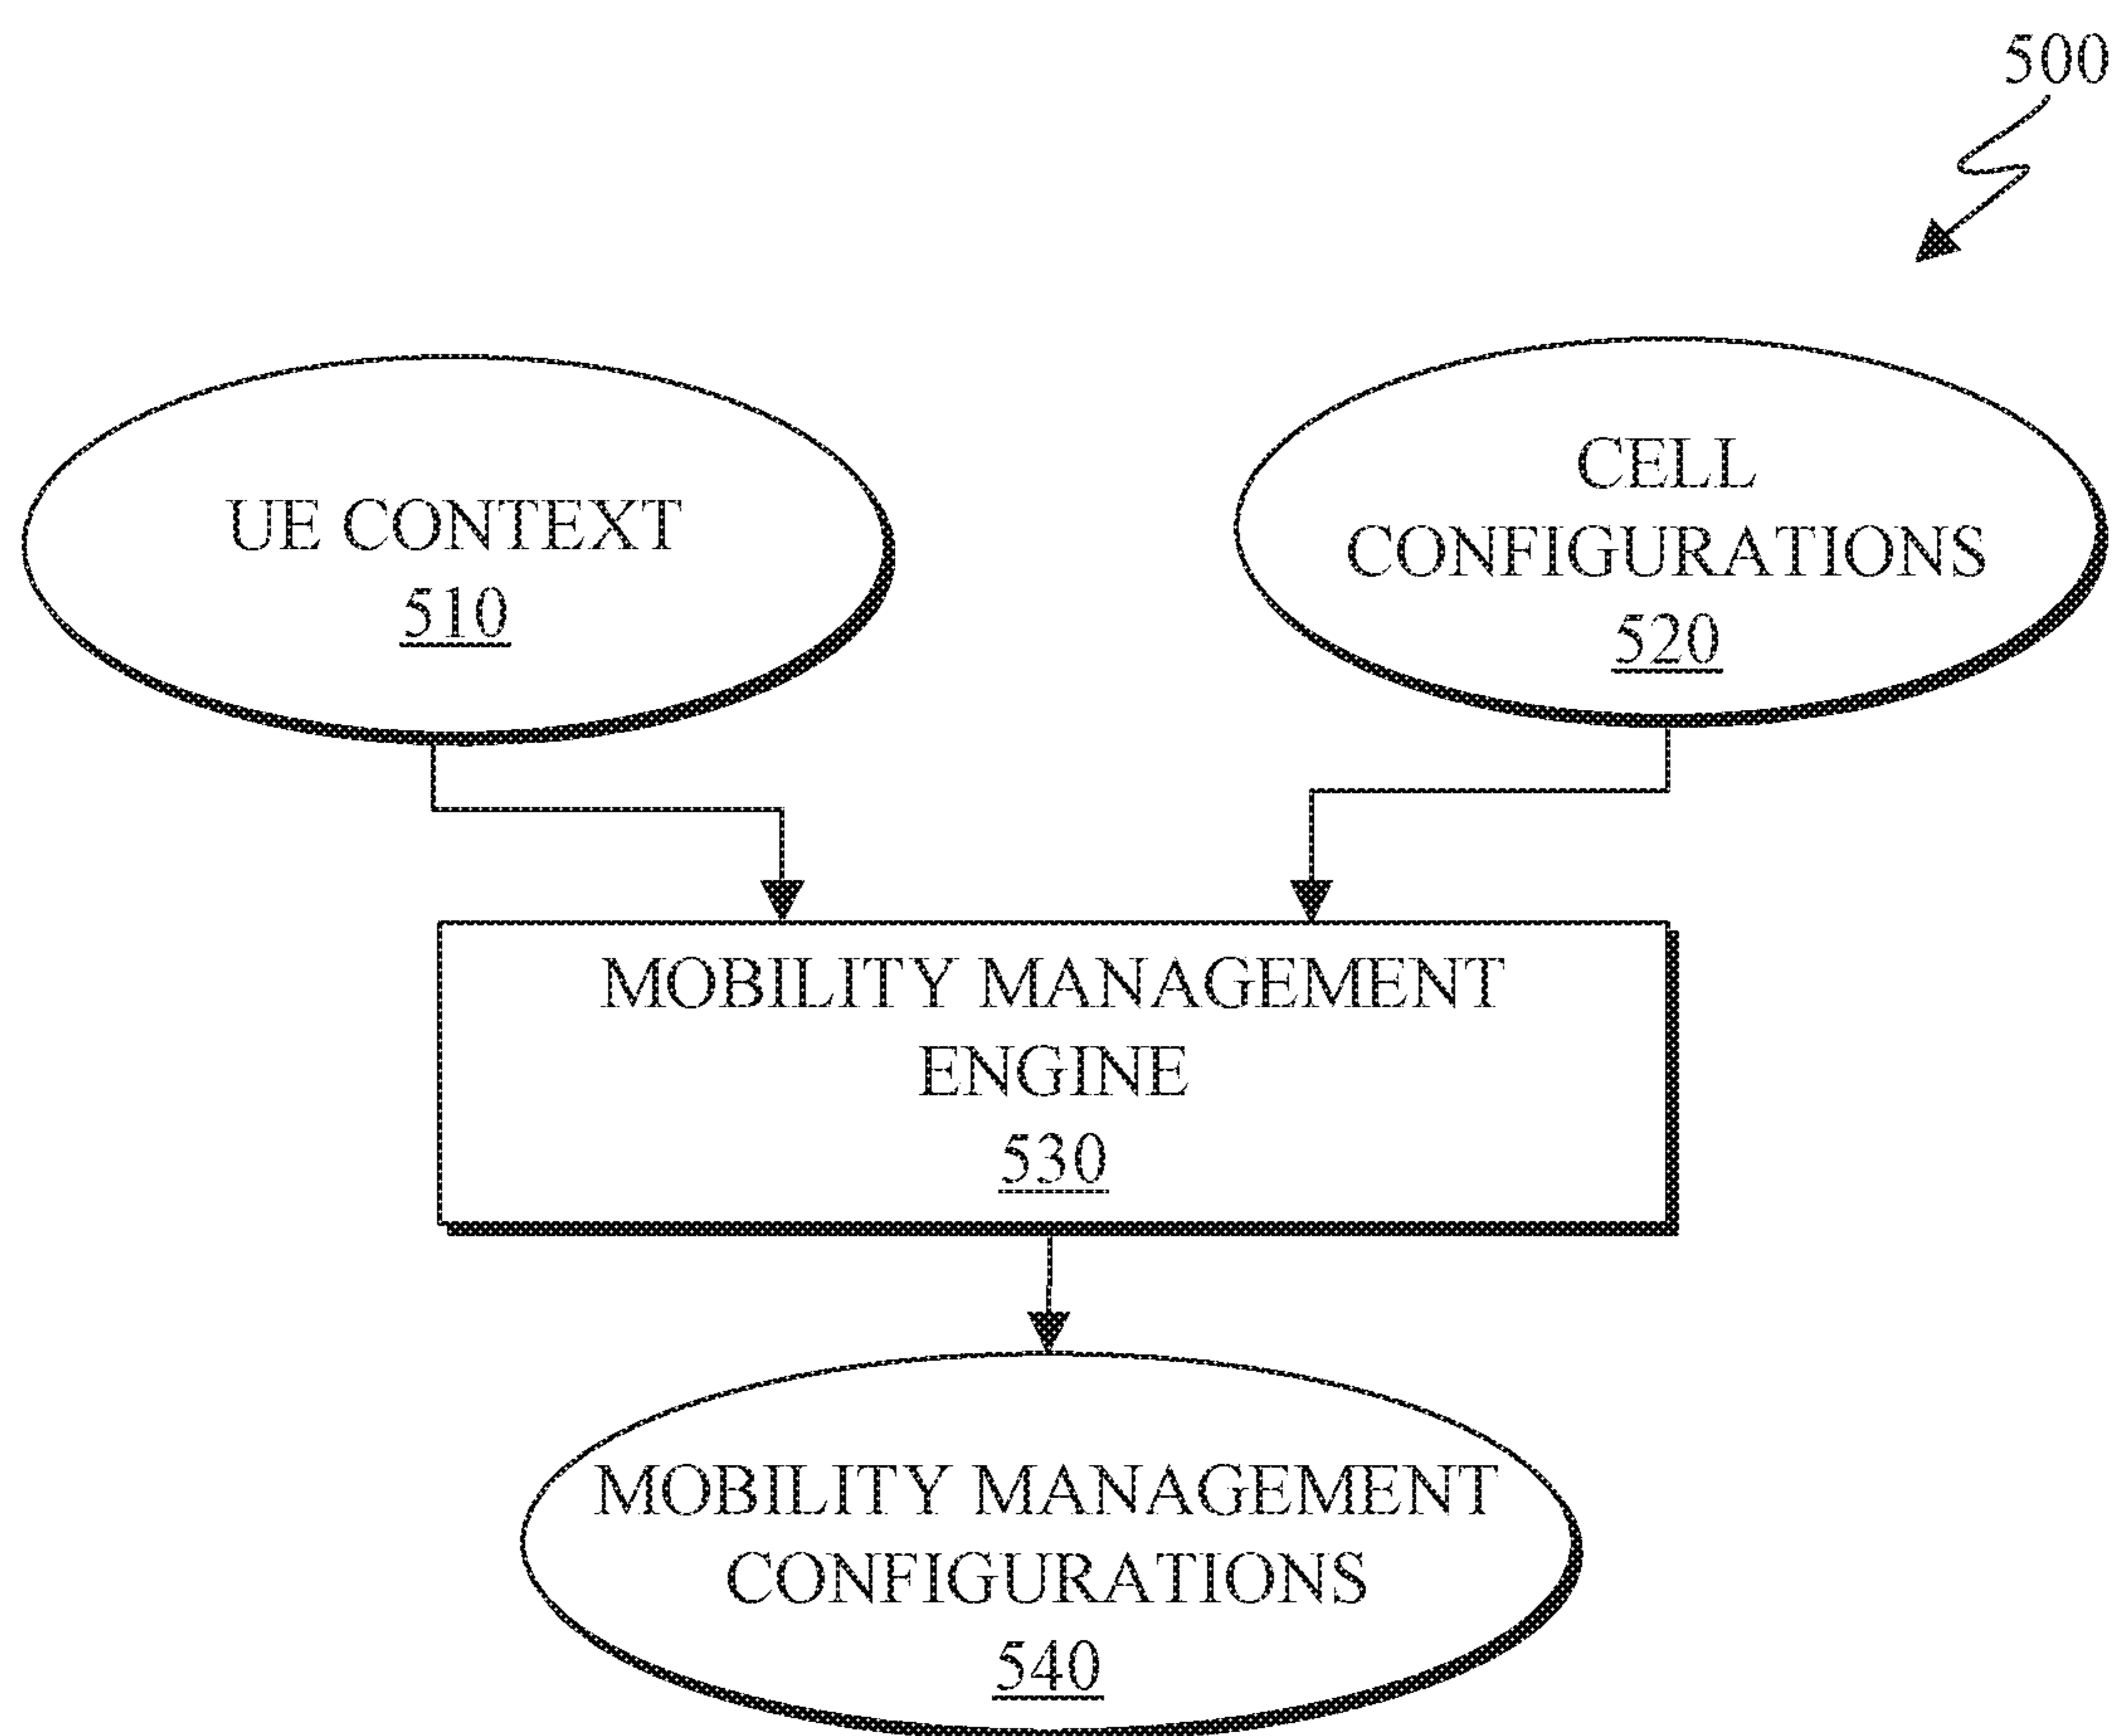 500
UE CONTEXT
510
CELL
CONFIGURATIONS
520
MOBILITY MANAGEMENT
ENGINE
530
MOBILITY MANAGEMENT
CONFIGURATIONS
540